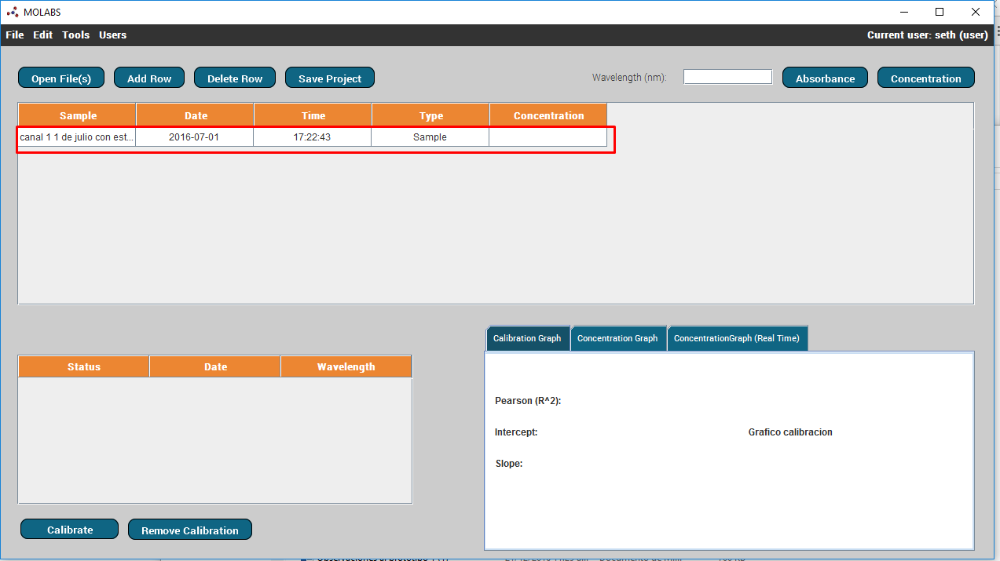 MOLABS
File Edit Tools Users Current user: seth (user)
Open File(s) Add Row Delete Row Save Project Wavelength (nm): Absorbance Concentration
Sample Date Time Type Concentration
canal 1 1 de julio con est... 2016-07-01 17:22:43 Sample
Calibration Graph Concentration Graph ConcentrationGraph (Real Time)
Status Date Wavelength
Pearson (R^2):
Intercept: Grafico calibracion
Slope:
Calibrate Remove Calibration